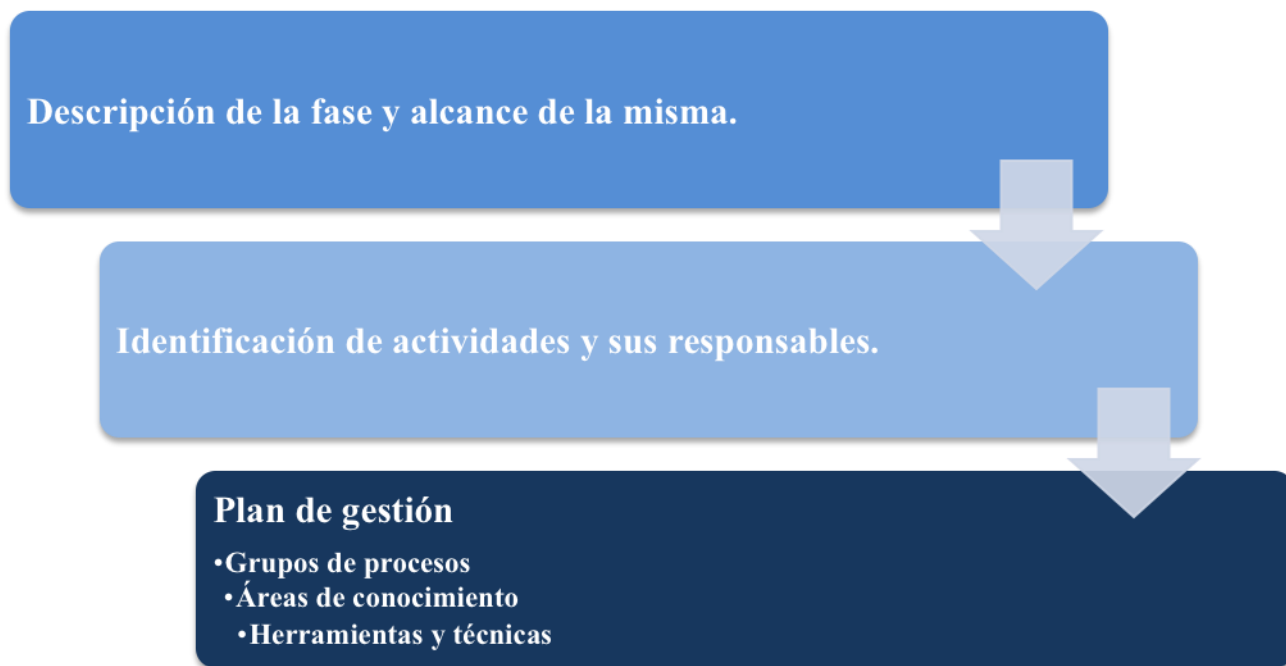 Descripción de la fase y alcance de la misma.
Identificación de actividades y sus responsables.
Plan de gestión
•Grupos de procesos
•Áreas de conocimiento
•Herramientas y técnicas